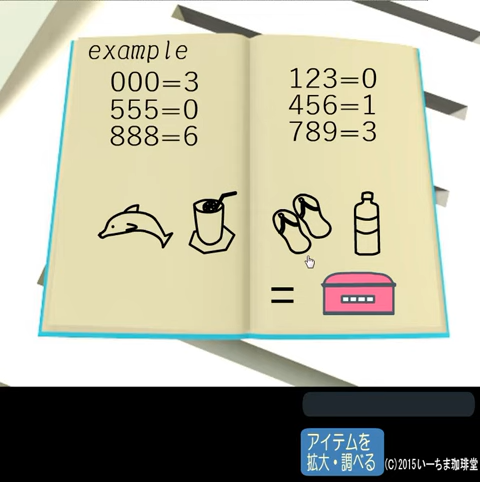 example
000=3
555=0
888=6
123=0
456=1
789=3
=
アイテムを
拡大・調べる
(C)2015いーちま珈琲堂